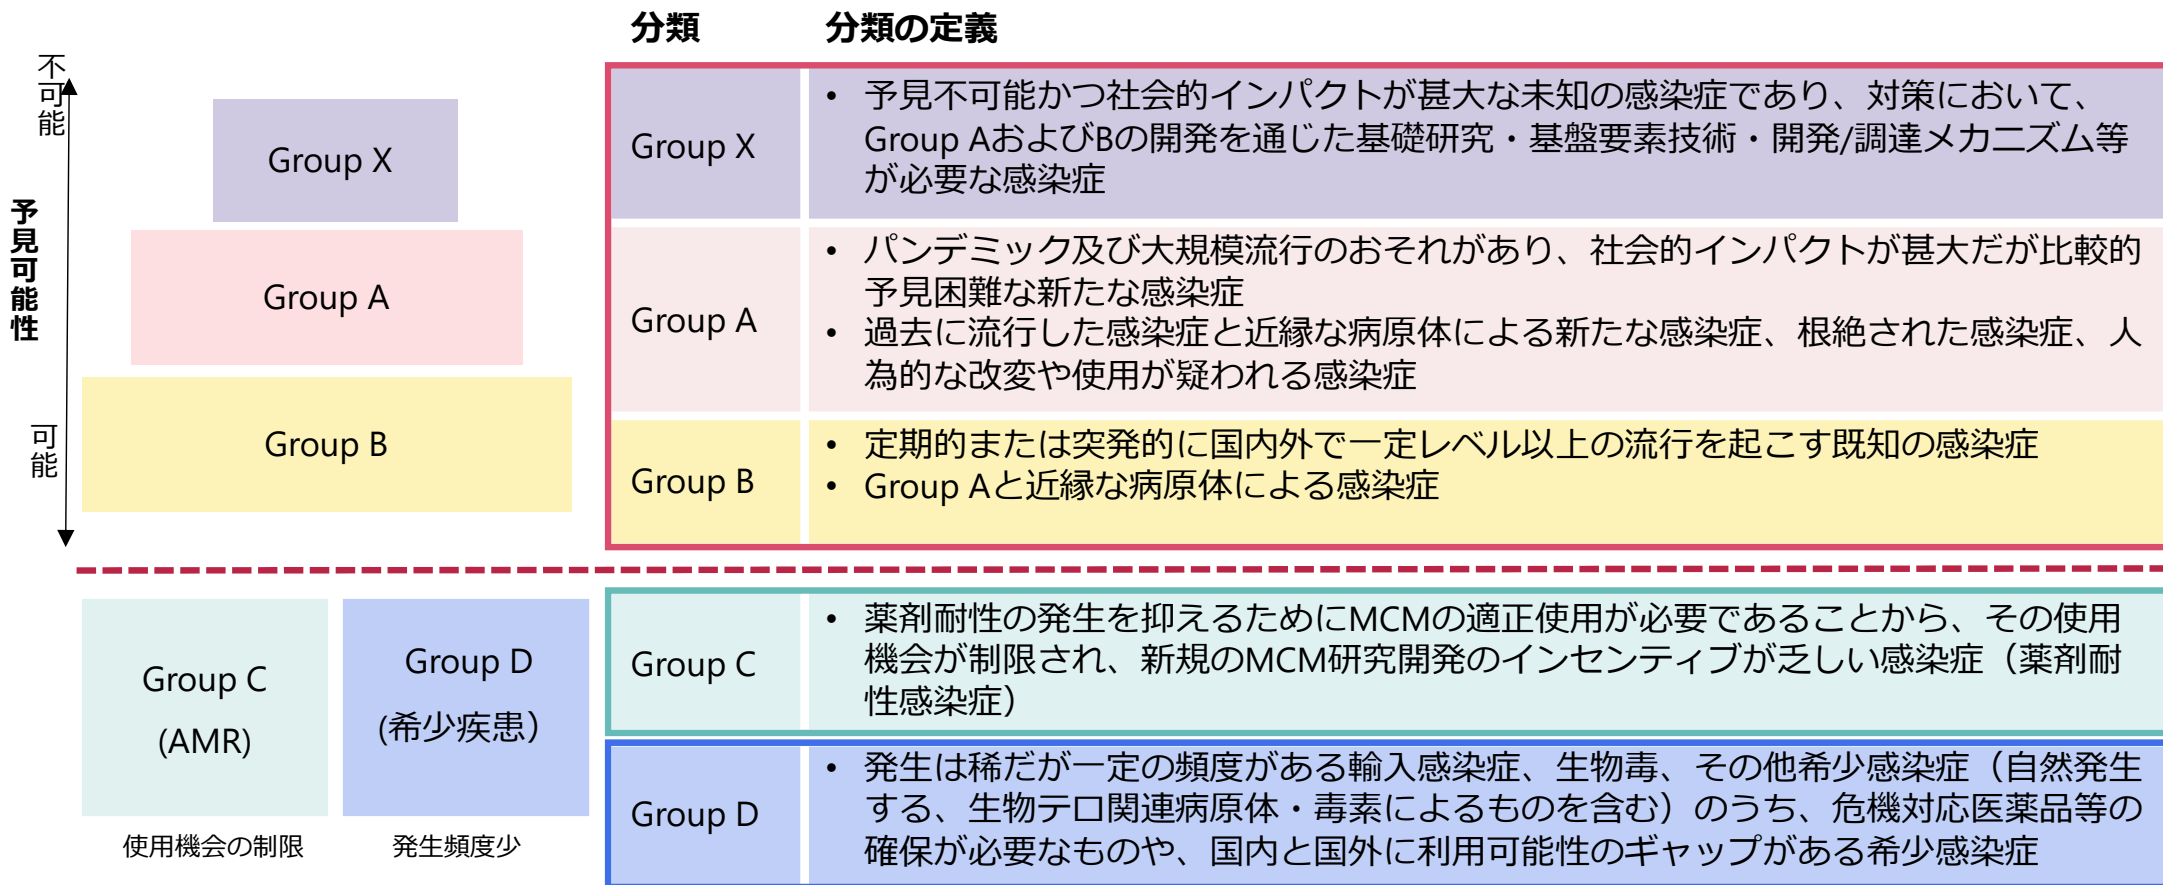 分類
分類の定義
不可能
予見可能性
可能
Group X
Group A
Group B
Group C
(AMR)
Group D
(希少疾患）
使用機会の制限
発生頻度少
Group X
• 予見不可能かつ社会的インパクトが甚大な未知の感染症であり、対策において、
Group AおよびBの開発を通じた基礎研究・基盤要素技術・開発/調達メカニズム等
が必要な感染症
Group A
• パンデミック及び大規模流行のおそれがあり、社会的インパクトが甚大だが比較的
予見困難な新たな感染症
• 過去に流行した感染症と近縁な病原体による新たな感染症、根絶された感染症、人
為的な改変や使用が疑われる感染症
Group B
• 定期的または突発的に国内外で一定レベル以上の流行を起こす既知の感染症
• Group Aと近縁な病原体による感染症
Group C
• 薬剤耐性の発生を抑えるためにMCMの適正使用が必要であることから、その使用
機会が制限され、新規のMCM研究開発のインセンティブが乏しい感染症（薬剤耐
性感染症）
Group D
• 発生は稀だが一定の頻度がある輸入感染症、生物毒、その他希少感染症（自然発生
する、生物テロ関連病原体・毒素によるものを含む）のうち、危機対応医薬品等の
確保が必要なものや、国内と国外に利用可能性のギャップがある希少感染症